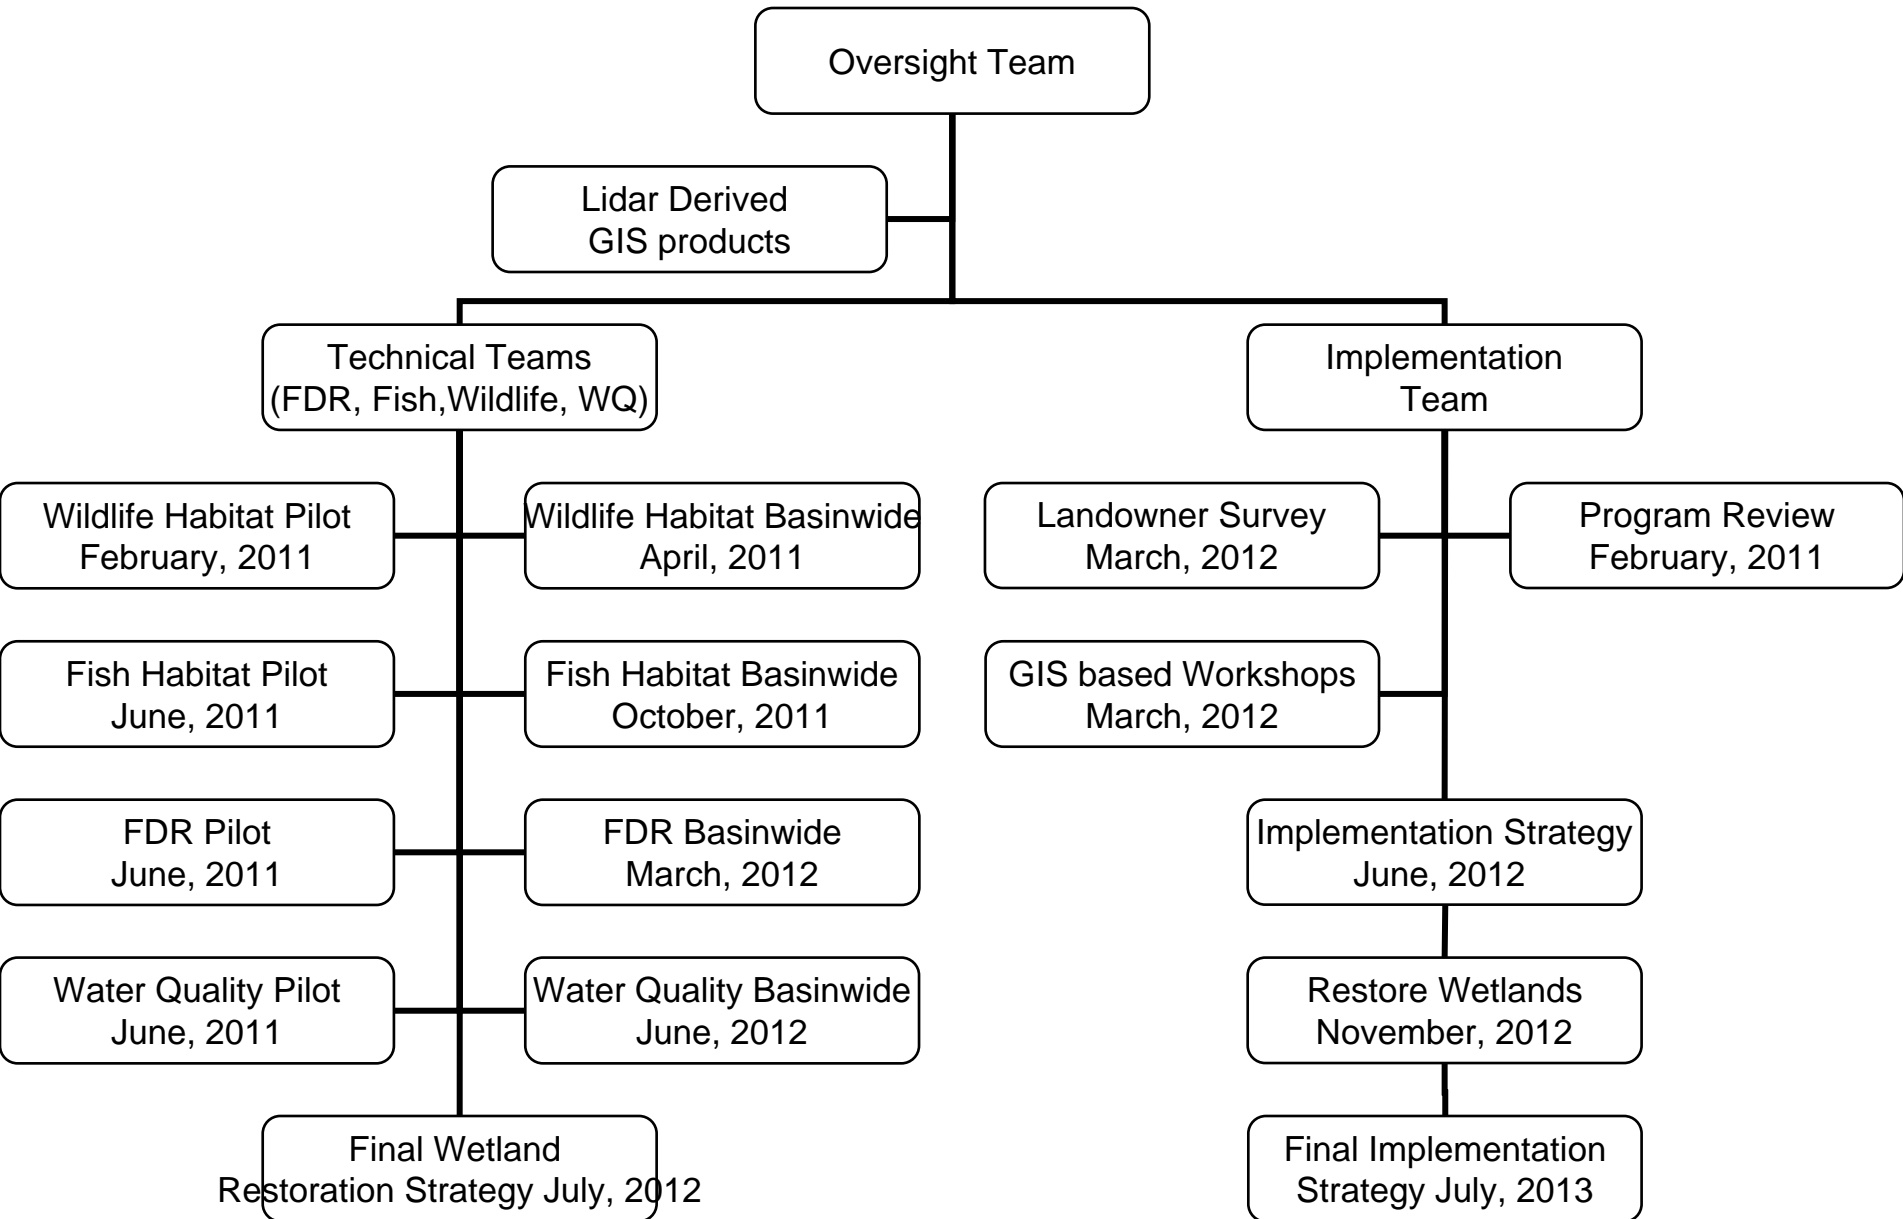 Oversight Team
Lidar Derived
GIS products
Technical Teams
(FDR, Fish,Wildlife, WQ)
Implementation
Team
Wildlife Habitat Pilot
February, 2011
Wildlife Habitat Basinwide
April, 2011
Landowner Survey
March, 2012
Program Review
February, 2011
Fish Habitat Pilot
June, 2011
Fish Habitat Basinwide
October, 2011
GIS based Workshops
March, 2012
FDR Pilot
June, 2011
FDR Basinwide
March, 2012
Implementation Strategy
June, 2012
Water Quality Pilot
June, 2011
Water Quality Basinwide
June, 2012
Restore Wetlands
November, 2012
Final Wetland
Restoration Strategy July, 2012
Final Implementation
Strategy July, 2013